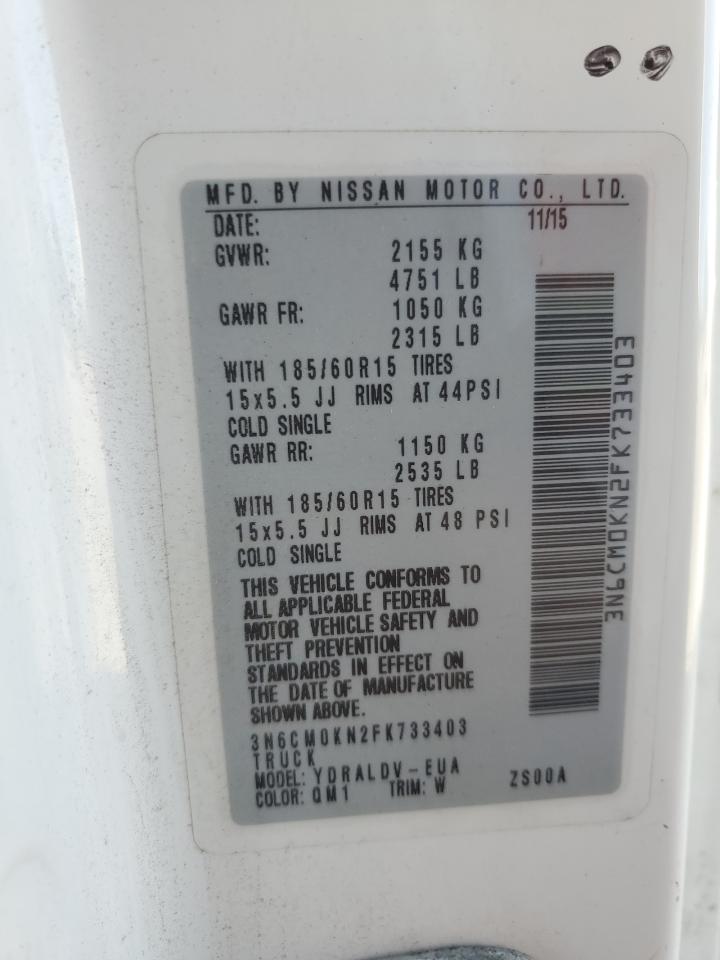 MFD. BY NISSAN MOTOR CO., LTD.
DATE: 11/15
GVWR: 2155 KG
4751 LB
GAWR FR: 1050 KG
2315 LB
WITH 185/60R15 TIRES
15x5.5 JJ RIMS AT 44PSI
COLD SINGLE
GAWR RR: 1150 KG
2535 LB
WITH 185/60R15 TIRES
15x5.5 JJ RIMS AT 48 PSI
COLD SINGLE
THIS VEHICLE CONFORMS TO
ALL APPLICABLE FEDERAL
MOTOR VEHICLE SAFETY AND
THEFT PREVENTION
STANDARDS IN EFFECT ON
THE DATE OF MANUFACTURE
SHOWN ABOVE.
3N6CM0KN2FK733403
TRUCK
MODEL: YDRALDV-EUA
COLOR: QM1 TRIM: W ZS00A
3N6CM0KN2FK733403